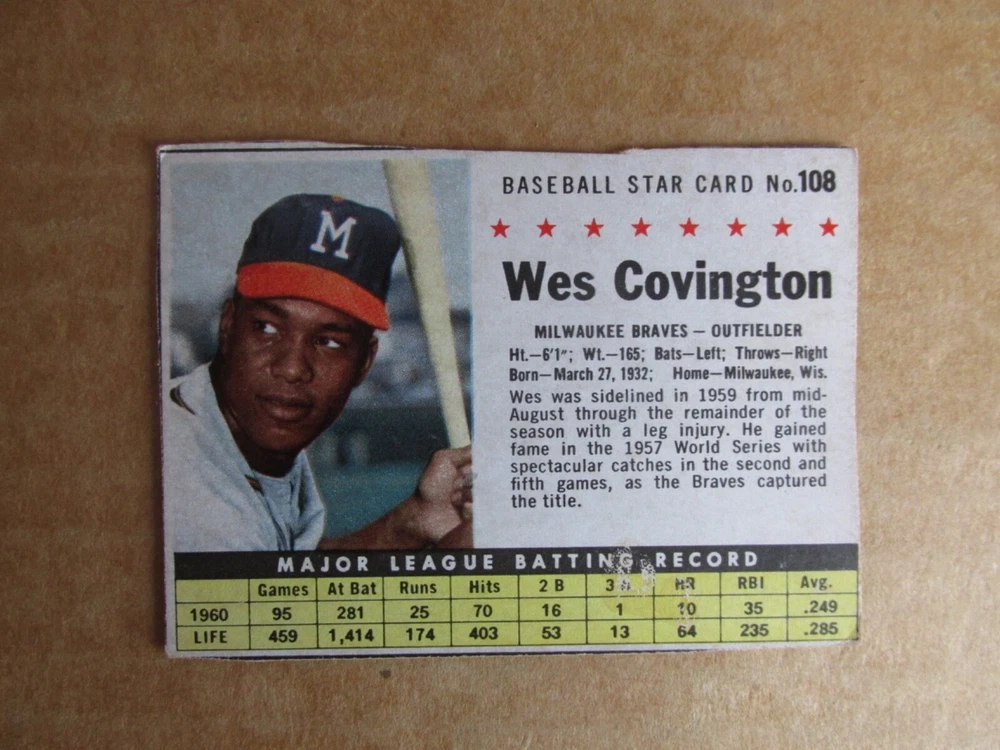 M
BASEBALL STAR CARD No.108
Wes Covington
MILWAUKEE BRAVES — OUTFIELDER
Ht.—6'1"; Wt.—165; Bats—Left; Throws—Right
Born—March 27, 1932; Home—Milwaukee, Wis.
Wes was sidelined in 1959 from mid-
August through the remainder of the
season with a leg injury. He gained
fame in the 1957 World Series with
spectacular catches in the second and
fifth games, as the Braves captured
the title.
MAJOR LEAGUE BATTING RECORD
Games At Bat Runs Hits 2 B 3 B HR RBI Avg.
1960 95 281 25 70 16 1 10 35 .249
LIFE 459 1,414 174 403 53 13 64 235 .285